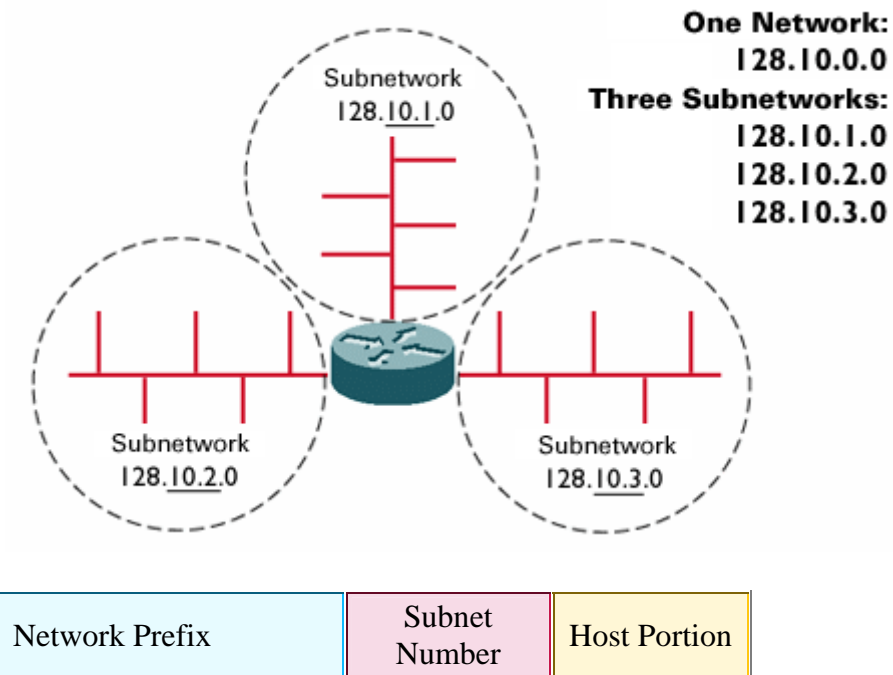 One Network:
128.10.0.0
Three Subnetworks:
128.10.1.0
128.10.2.0
128.10.3.0
Subnetwork
128.10.1.0
Subnetwork
128.10.2.0
Subnetwork
128.10.3.0
Network Prefix
Subnet
Number
Host Portion